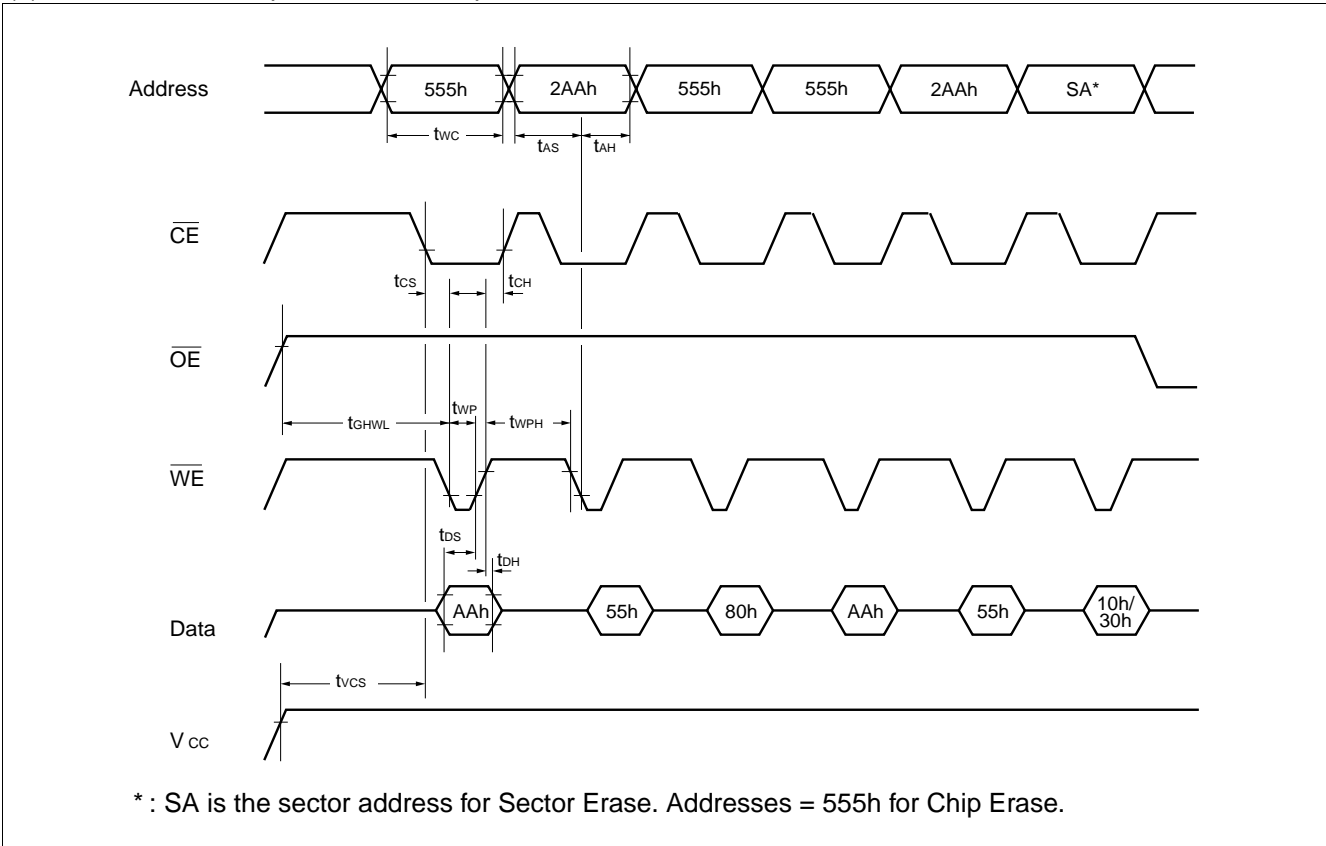 Address
555h 2AAh 555h 555h 2AAh SA*
tWC tAS tAH
CE
tCS tCH
OE
tGHWL tWP tWPH
WE
tDS tDH
Data
AAh 55h 80h AAh 55h 10h/
30h
tVCS
V CC
* : SA is the sector address for Sector Erase. Addresses = 555h for Chip Erase.